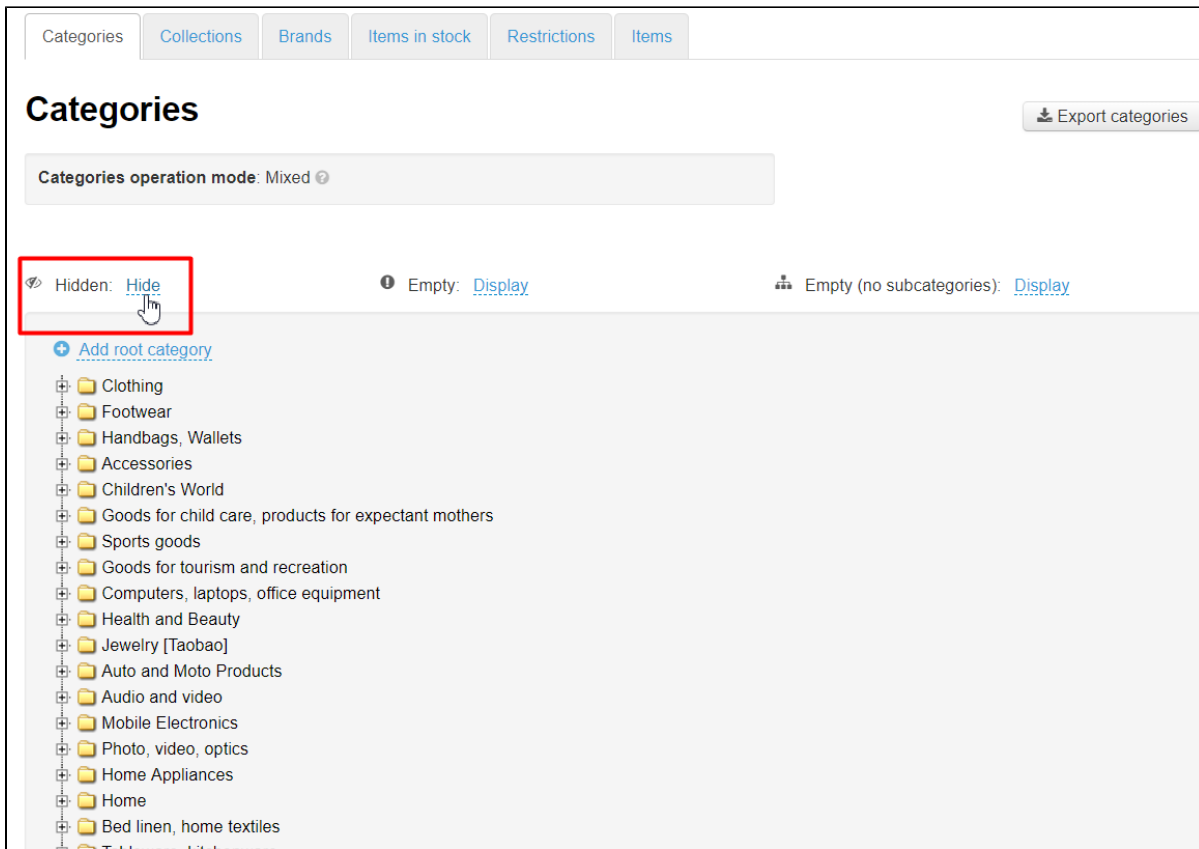 Categories Collections Brands Items in stock Restrictions Items
Categories
Export categories
Categories operation mode: Mixed
Hidden: Hide Empty: Display Empty (no subcategories): Display
Add root category
Clothing
Footwear
Handbags, Wallets
Accessories
Children's World
Goods for child care, products for expectant mothers
Sports goods
Goods for tourism and recreation
Computers, laptops, office equipment
Health and Beauty
Jewelry [Taobao]
Auto and Moto Products
Audio and video
Mobile Electronics
Photo, video, optics
Home Appliances
Home
Bed linen, home textiles